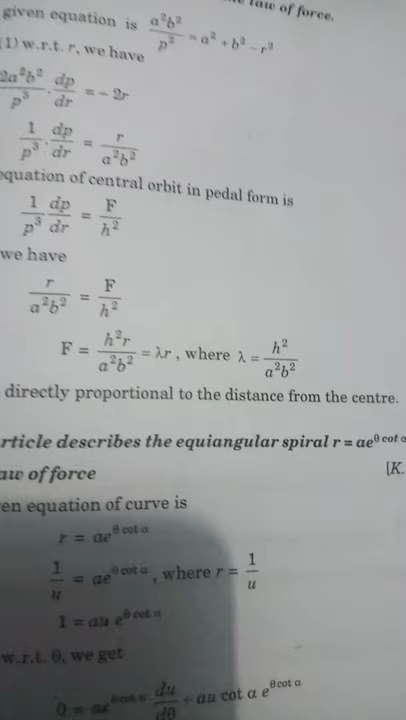 law of force.
given equation is a²b²/p² = a² + b² − r²
(1) w.r.t. r, we have
2a²b²/p³ · dp/dr = − 2r
1/p³ · dp/dr = r/a²b²
equation of central orbit in pedal form is
1/p³ dp/dr = F/h²
we have
r/a²b² = F/h²
F = h²r/a²b² = λr, where λ = h²/a²b²
directly proportional to the distance from the centre.
rticle describes the equiangular spiral r = ae^(θ cot α
aw of force [K.
en equation of curve is
r = ae^(θ cot α)
1/u = ae^(θ cot α), where r = 1/u
1 = au e^(θ cot α)
w.r.t. θ, we get
0 = ae^(θ cot α) du/dθ + au cot α e^(θ cot α)